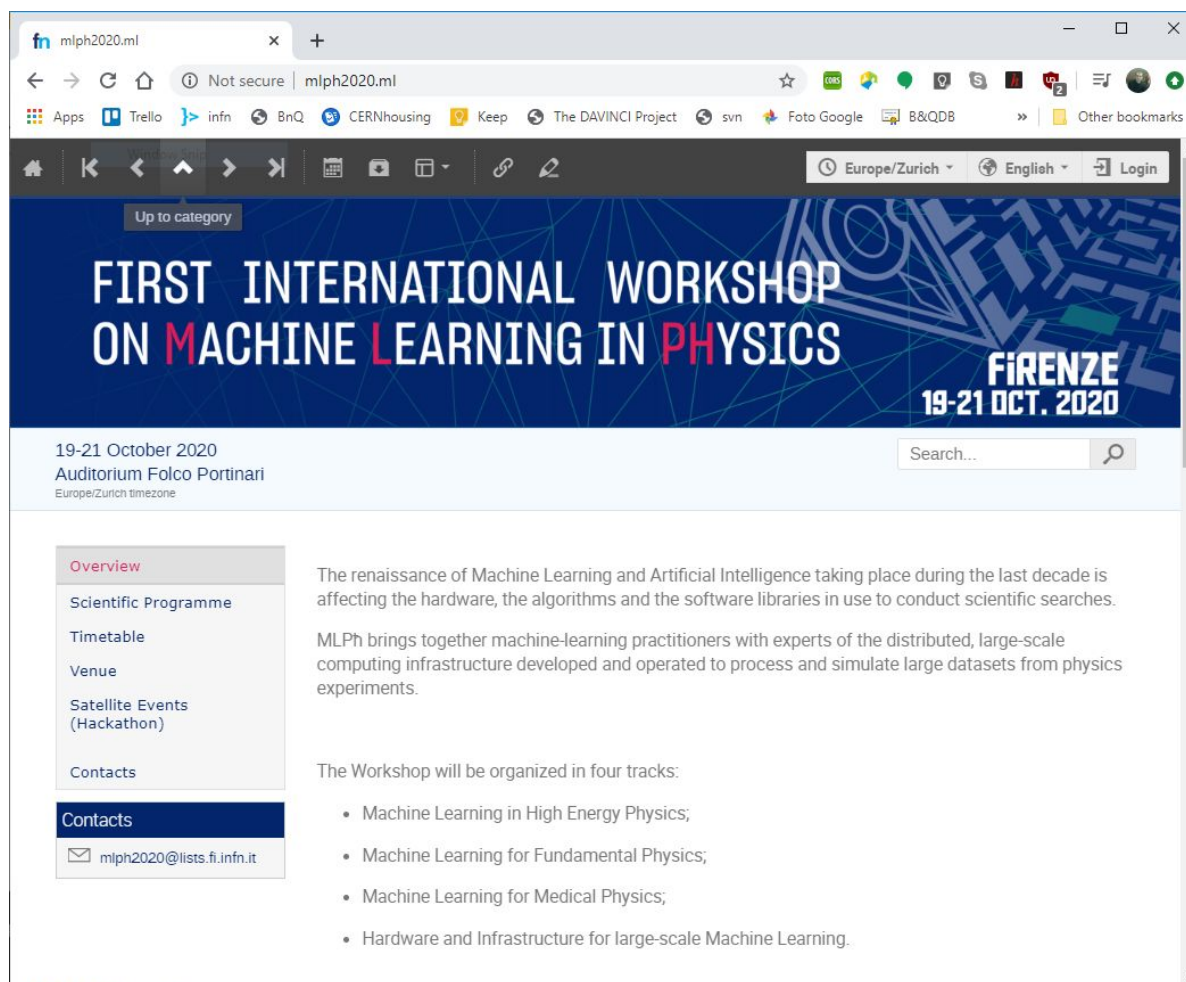 fn mlph2020.ml × +
Not secure | mlph2020.ml
CORS
2
Apps Trello infn BnQ CERNhousing Keep The DAVINCI Project svn Foto Google B&QDB » Other bookmarks
Window Snip
Europe/Zurich English Login
Up to category
FIRST INTERNATIONAL WORKSHOP
ON MACHINE LEARNING IN PHYSICS
FiRENZE
19-21 OCT. 2020
19-21 October 2020
Auditorium Folco Portinari
Europe/Zurich timezone
Search...
Overview
Scientific Programme
Timetable
Venue
Satellite Events
(Hackathon)
Contacts
Contacts
mlph2020@lists.fi.infn.it
The renaissance of Machine Learning and Artificial Intelligence taking place during the last decade is
affecting the hardware, the algorithms and the software libraries in use to conduct scientific searches.
MLPħ brings together machine-learning practitioners with experts of the distributed, large-scale
computing infrastructure developed and operated to process and simulate large datasets from physics
experiments.
The Workshop will be organized in four tracks:
• Machine Learning in High Energy Physics;
• Machine Learning for Fundamental Physics;
• Machine Learning for Medical Physics;
• Hardware and Infrastructure for large-scale Machine Learning.